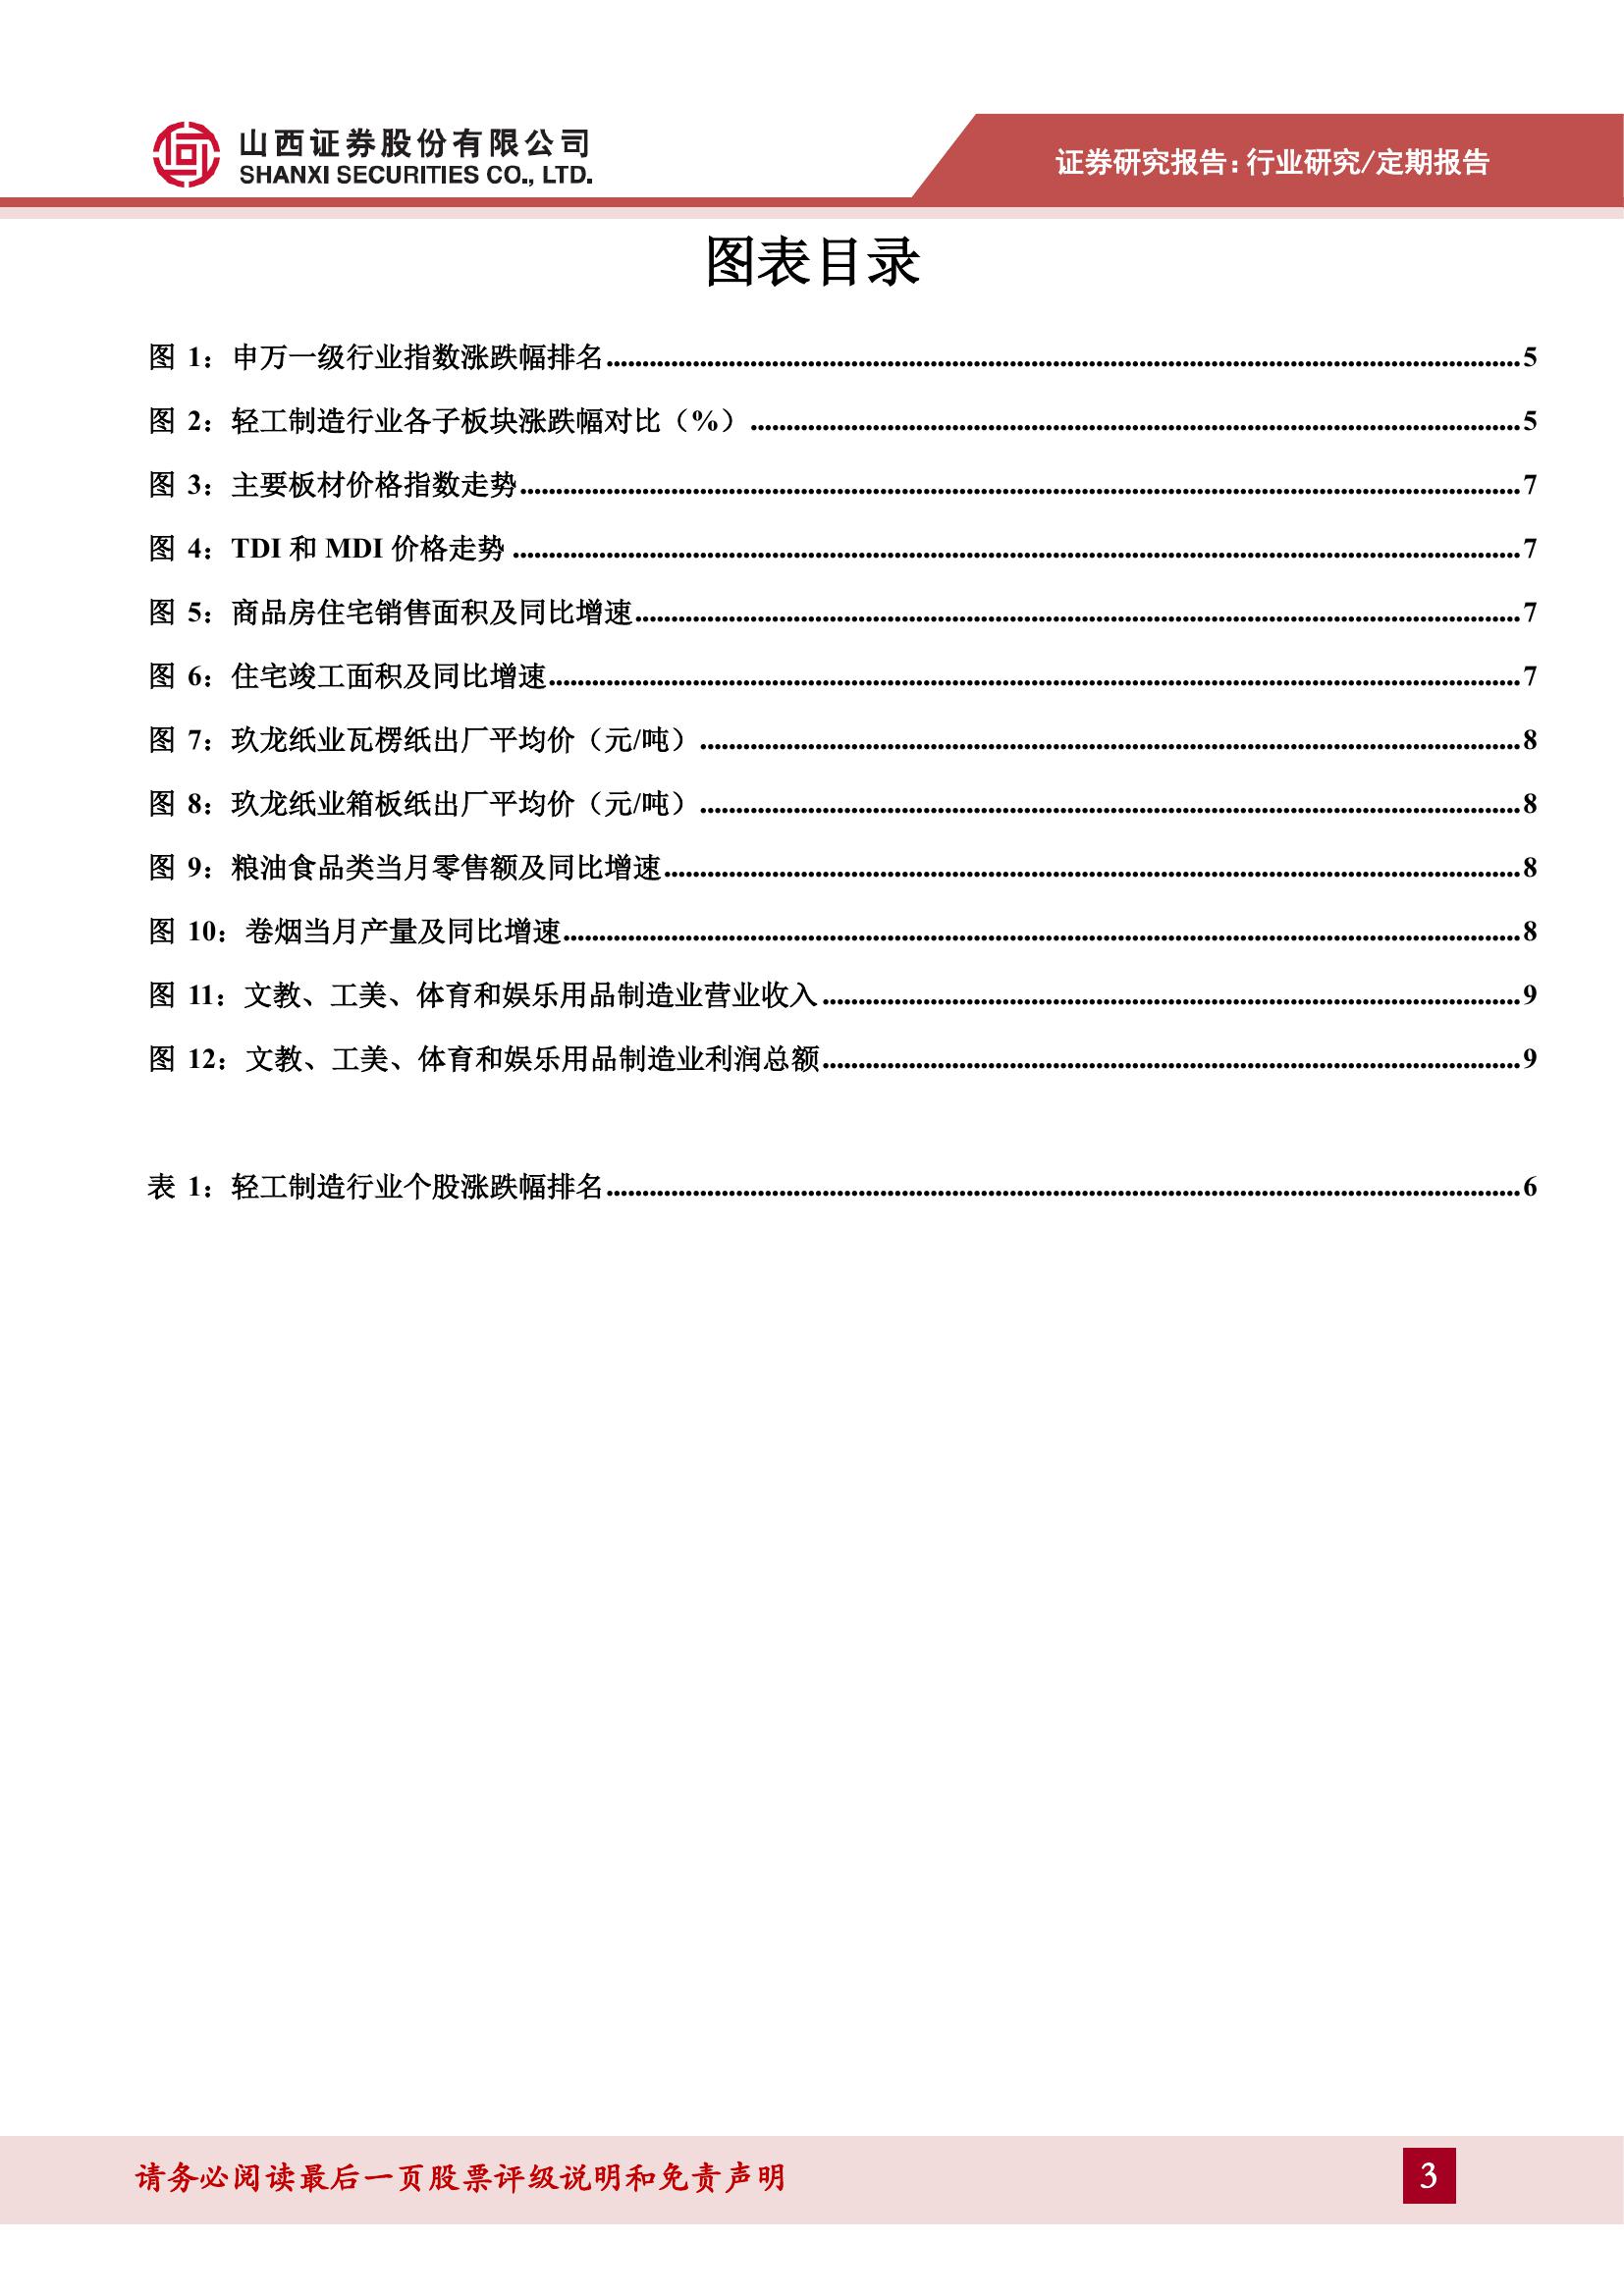 山西证券股份有限公司
SHANXI SECURITIES CO., LTD.
证券研究报告：行业研究/定期报告
图表目录
图 1：申万一级行业指数涨跌幅排名....................5
图 2：轻工制造行业各子板块涨跌幅对比（%）....................5
图 3：主要板材价格指数走势....................7
图 4：TDI 和 MDI 价格走势....................7
图 5：商品房住宅销售面积及同比增速....................7
图 6：住宅竣工面积及同比增速....................7
图 7：玖龙纸业瓦楞纸出厂平均价（元/吨）....................8
图 8：玖龙纸业箱板纸出厂平均价（元/吨）....................8
图 9：粮油食品类当月零售额及同比增速....................8
图 10：卷烟当月产量及同比增速....................8
图 11：文教、工美、体育和娱乐用品制造业营业收入....................9
图 12：文教、工美、体育和娱乐用品制造业利润总额....................9
表 1：轻工制造行业个股涨跌幅排名....................6
请务必阅读最后一页股票评级说明和免责声明
3